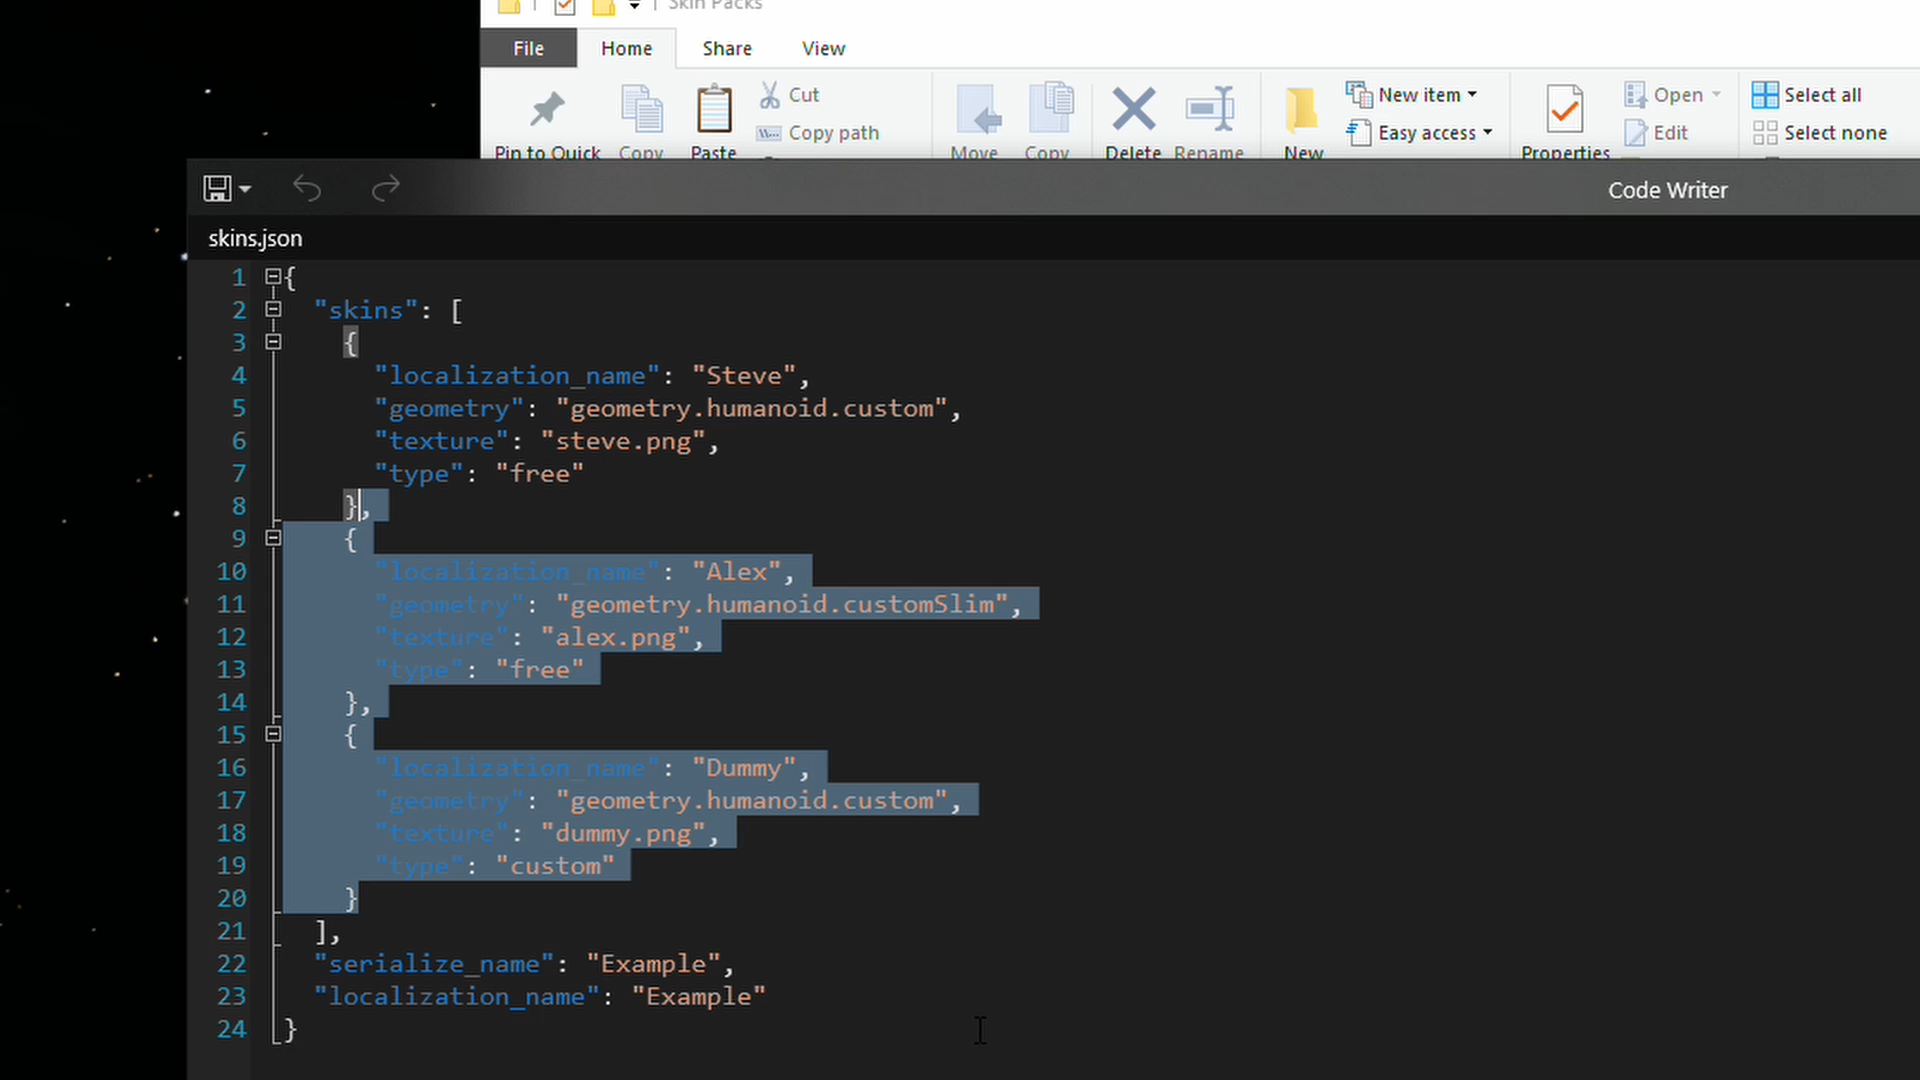 Skin Packs
File Home Share View
Cut New item Open Select all
Copy path Easy access Edit Select none
Pin to Quick Copy Paste Move Copy Delete Rename New Properties
Code Writer
skins.json
1 {
2 "skins": [
3 {
4 "localization_name": "Steve",
5 "geometry": "geometry.humanoid.custom",
6 "texture": "steve.png",
7 "type": "free"
8 },
9 {
10 "localization_name": "Alex",
11 "geometry": "geometry.humanoid.customSlim",
12 "texture": "alex.png",
13 "type": "free"
14 },
15 {
16 "localization_name": "Dummy",
17 "geometry": "geometry.humanoid.custom",
18 "texture": "dummy.png",
19 "type": "custom"
20 }
21 ],
22 "serialize_name": "Example",
23 "localization_name": "Example"
24 }